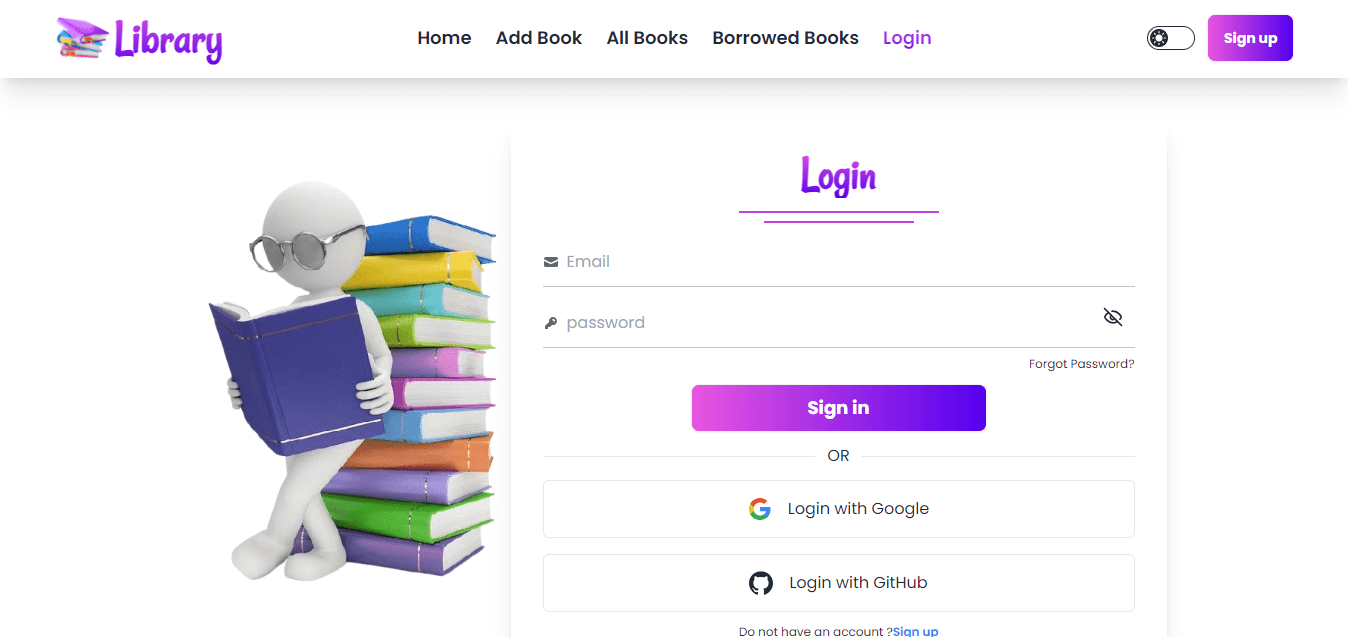 Library
Home Add Book All Books Borrowed Books Login
Sign up
Login
Email
password
Forgot Password?
Sign in
OR
Login with Google
Login with GitHub
Do not have an account ?Sign up